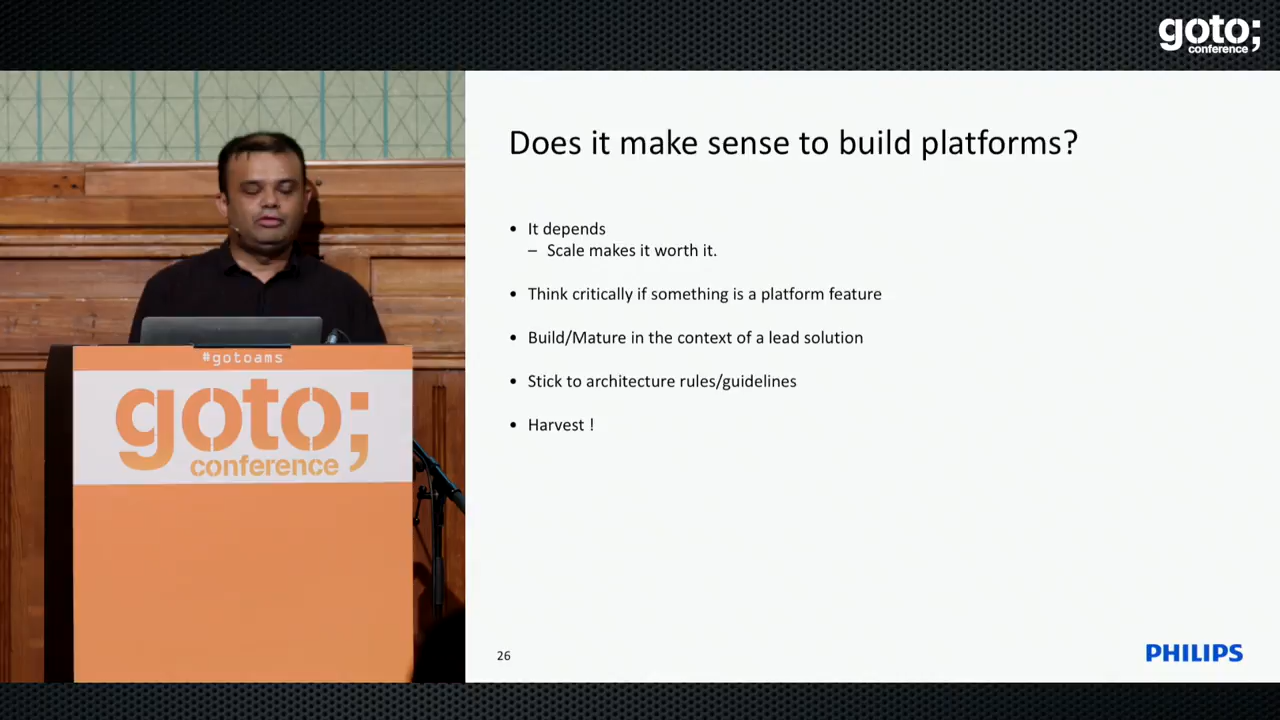 goto;
conference
Does it make sense to build platforms?
• It depends
– Scale makes it worth it.
• Think critically if something is a platform feature
• Build/Mature in the context of a lead solution
• Stick to architecture rules/guidelines
• Harvest !
#gotoams
goto;
conference
26
PHILIPS